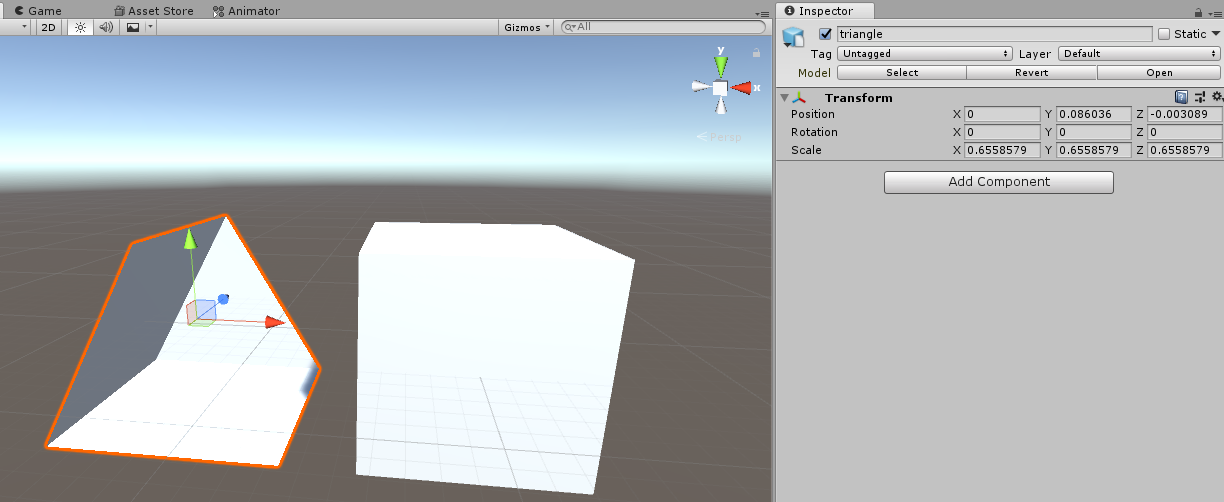 Game Asset Store Animator
2D Gizmos All
y
x
Persp
Inspector
triangle Static
Tag Untagged Layer Default
Model Select Revert Open
Transform
Position X 0 Y 0.086036 Z -0.003089
Rotation X 0 Y 0 Z 0
Scale X 0.6558579 Y 0.6558579 Z 0.6558579
Add Component